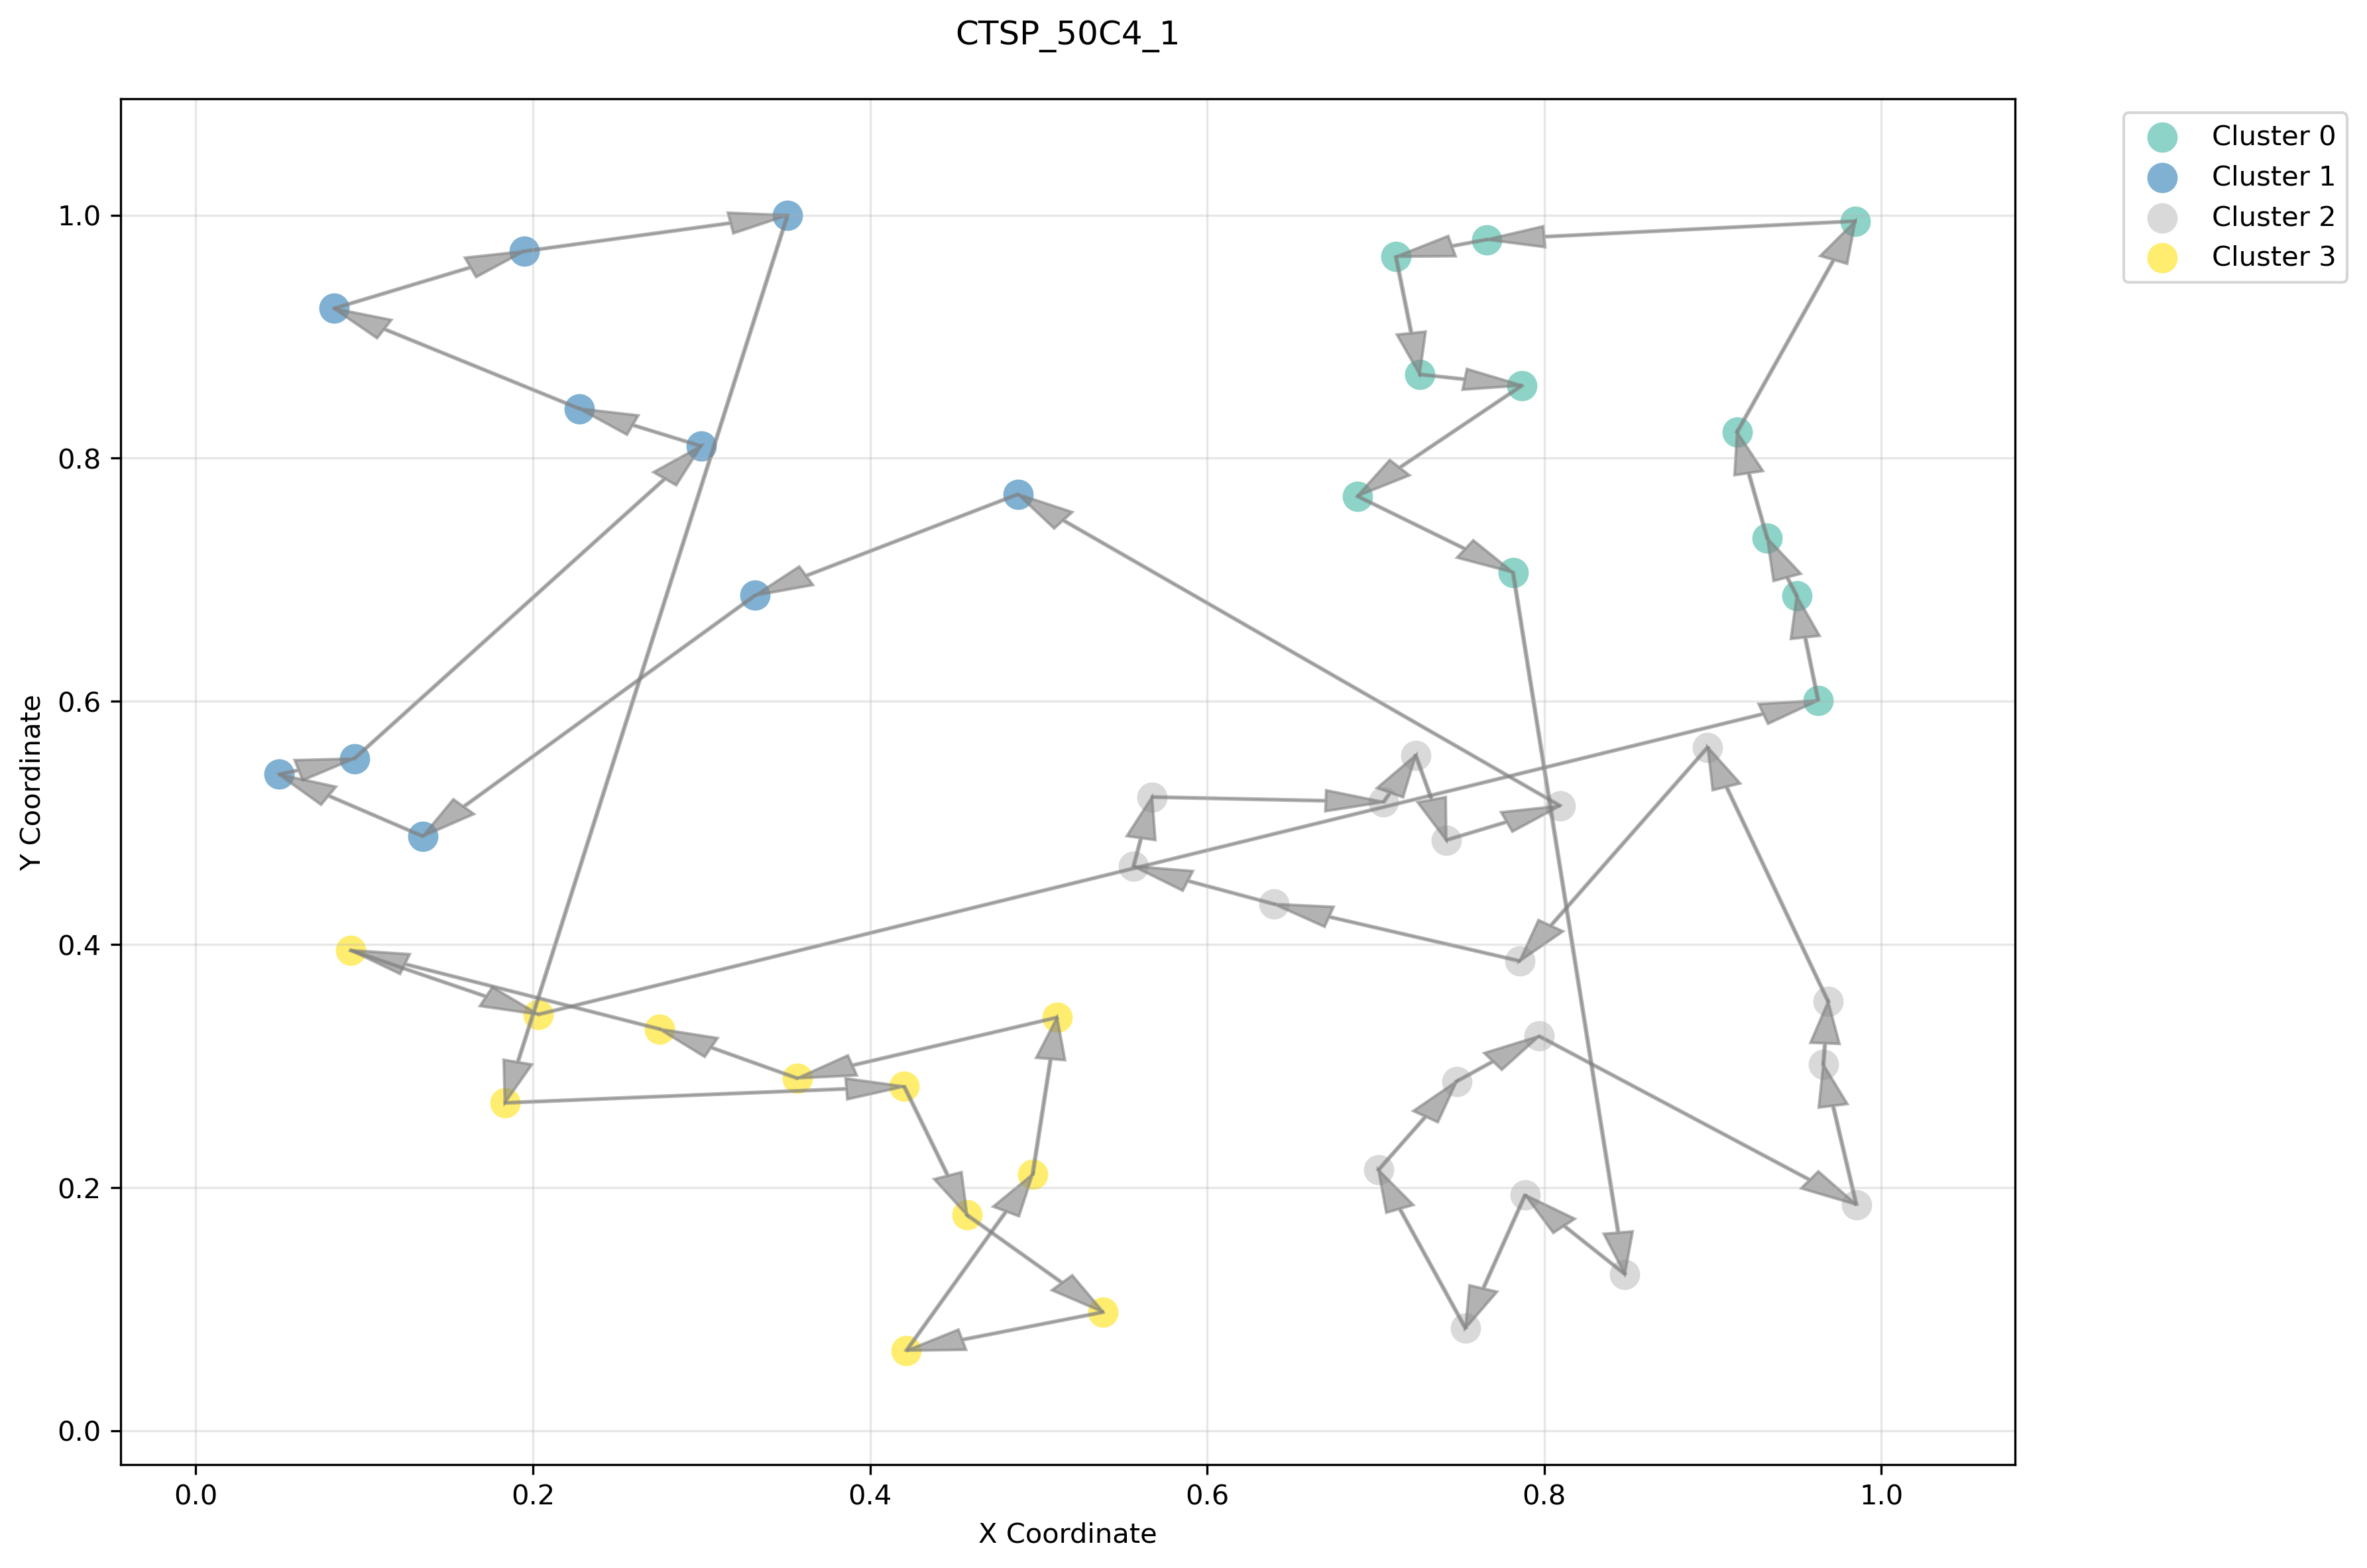 CTSP_50C4_1
Cluster 0
Cluster 1
Cluster 2
Cluster 3
Y Coordinate
1.0
0.8
0.6
0.4
0.2
0.0
0.0 0.2 0.4 0.6 0.8 1.0
X Coordinate